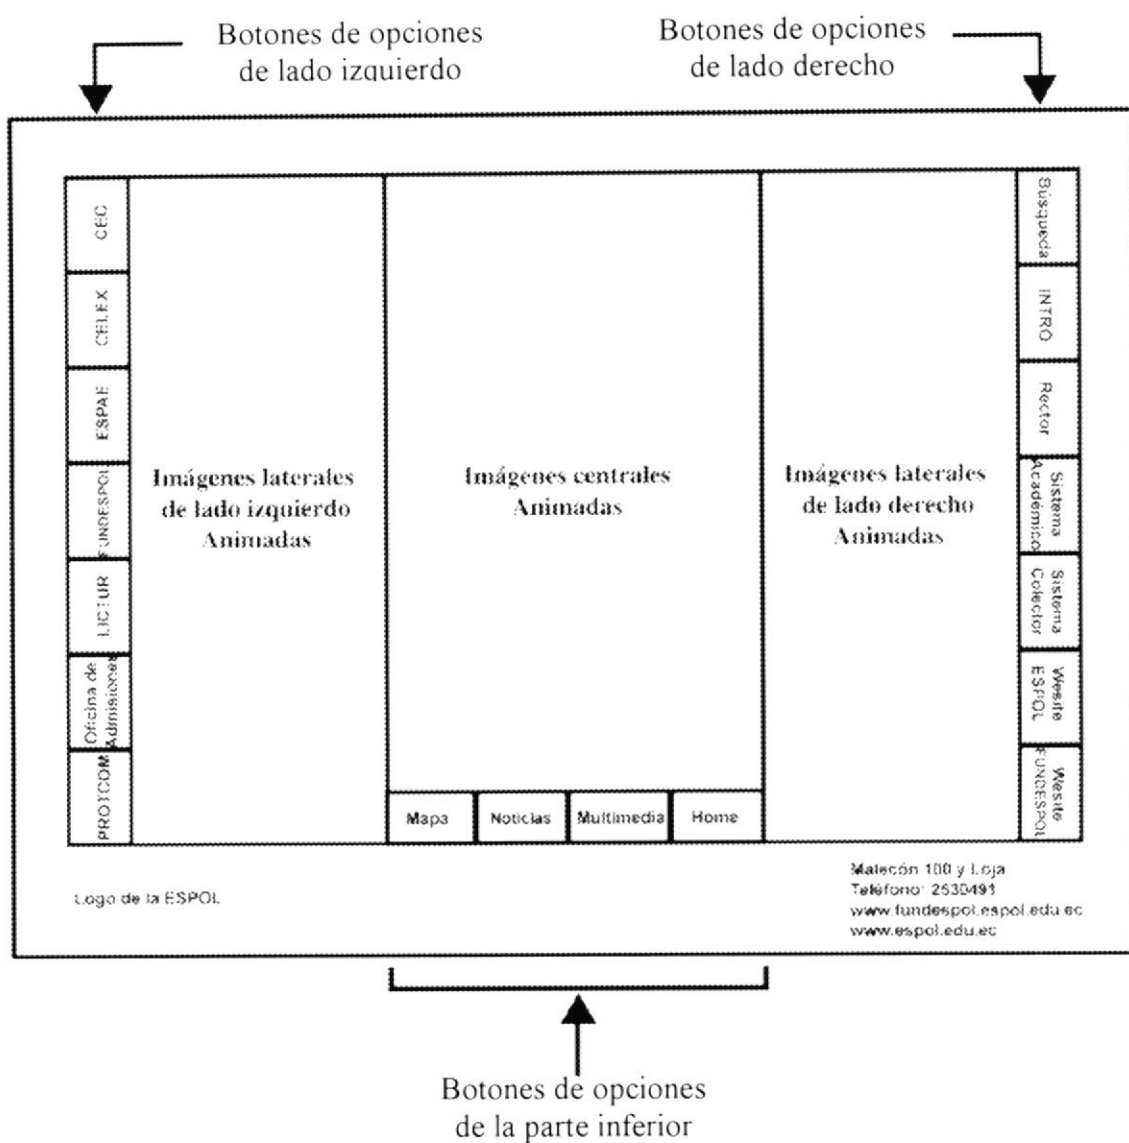 Botones de opciones
de lado izquierdo
Botones de opciones
de lado derecho
CEC
CELEX
ESPAE
FUNDESPOL
LICTUR
Oficina de
Admisiones
PROTCOM
Imágenes laterales
de lado izquierdo
Animadas
Imágenes centrales
Animadas
Imágenes laterales
de lado derecho
Animadas
Búsqueda
INTRO
Rector
Sistema
Académico
Sistema
Colector
Wesite
ESPOL
Wesite
FUNDESPOL
Mapa
Noticias
Multimedia
Home
Logo de la ESPOL
Malecón 100 y Loja
Teléfono: 2530491
www.fundespol.espol.edu.ec
www.espol.edu.ec
Botones de opciones
de la parte inferior